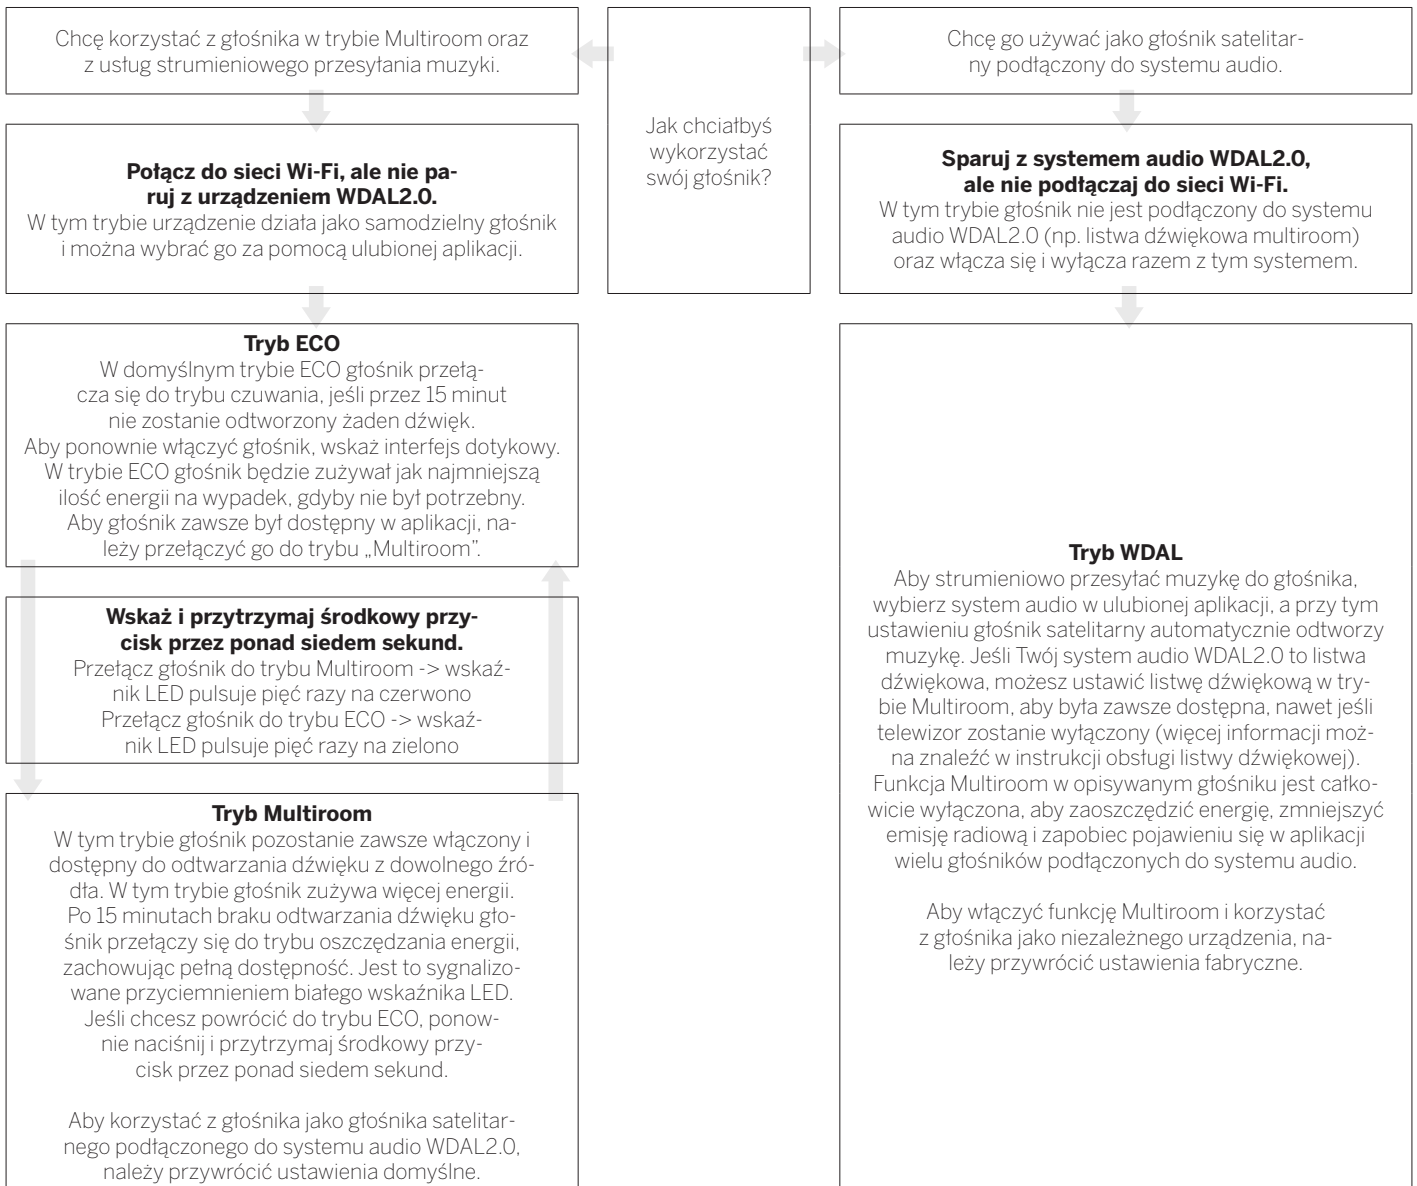 Jak chciałbyś
wykorzystać
swój głośnik?
Chcę korzystać z głośnika w trybie Multiroom oraz
z usług strumieniowego przesyłania muzyki.
Połącz do sieci Wi-Fi, ale nie pa-
ruj z urządzeniem WDAL2.0.
W tym trybie urządzenie działa jako samodzielny głośnik
i można wybrać go za pomocą ulubionej aplikacji.
Tryb ECO
W domyślnym trybie ECO głośnik przełą-
cza się do trybu czuwania, jeśli przez 15 minut
nie zostanie odtworzony żaden dźwięk.
Aby ponownie włączyć głośnik, wskaż interfejs dotykowy.
W trybie ECO głośnik będzie zużywał jak najmniejszą
ilość energii na wypadek, gdyby nie był potrzebny.
Aby głośnik zawsze był dostępny w aplikacji, na-
leży przełączyć go do trybu „Multiroom”.
Wskaż i przytrzymaj środkowy przy-
cisk przez ponad siedem sekund.
Przełącz głośnik do trybu Multiroom -> wskaź-
nik LED pulsuje pięć razy na czerwono
Przełącz głośnik do trybu ECO -> wskaź-
nik LED pulsuje pięć razy na zielono
Tryb Multiroom
W tym trybie głośnik pozostanie zawsze włączony i
dostępny do odtwarzania dźwięku z dowolnego źró-
dła. W tym trybie głośnik zużywa więcej energii.
Po 15 minutach braku odtwarzania dźwięku gło-
śnik przełączy się do trybu oszczędzania energii,
zachowując pełną dostępność. Jest to sygnalizo-
wane przyciemnieniem białego wskaźnika LED.
Jeśli chcesz powrócić do trybu ECO, ponow-
nie naciśnij i przytrzymaj środkowy przy-
cisk przez ponad siedem sekund.
Aby korzystać z głośnika jako głośnika satelitar-
nego podłączonego do systemu audio WDAL2.0,
należy przywrócić ustawienia domyślne.
Chcę go używać jako głośnik satelitar-
ny podłączony do systemu audio.
Sparuj z systemem audio WDAL2.0,
ale nie podłączaj do sieci Wi-Fi.
W tym trybie głośnik nie jest podłączony do systemu
audio WDAL2.0 (np. listwa dźwiękowa multiroom)
oraz włącza się i wyłącza razem z tym systemem.
Tryb WDAL
Aby strumieniowo przesyłać muzykę do głośnika,
wybierz system audio w ulubionej aplikacji, a przy tym
ustawieniu głośnik satelitarny automatycznie odtworzy
muzykę. Jeśli Twój system audio WDAL2.0 to listwa
dźwiękowa, możesz ustawić listwę dźwiękową w try-
bie Multiroom, aby była zawsze dostępna, nawet jeśli
telewizor zostanie wyłączony (więcej informacji moż-
na znaleźć w instrukcji obsługi listwy dźwiękowej).
Funkcja Multiroom w opisywanym głośniku jest całko-
wicie wyłączona, aby zaoszczędzić energię, zmniejszyć
emisję radiową i zapobiec pojawieniu się w aplikacji
wielu głośników podłączonych do systemu audio.
Aby włączyć funkcję Multiroom i korzystać
z głośnika jako niezależnego urządzenia, na-
leży przywrócić ustawienia fabryczne.